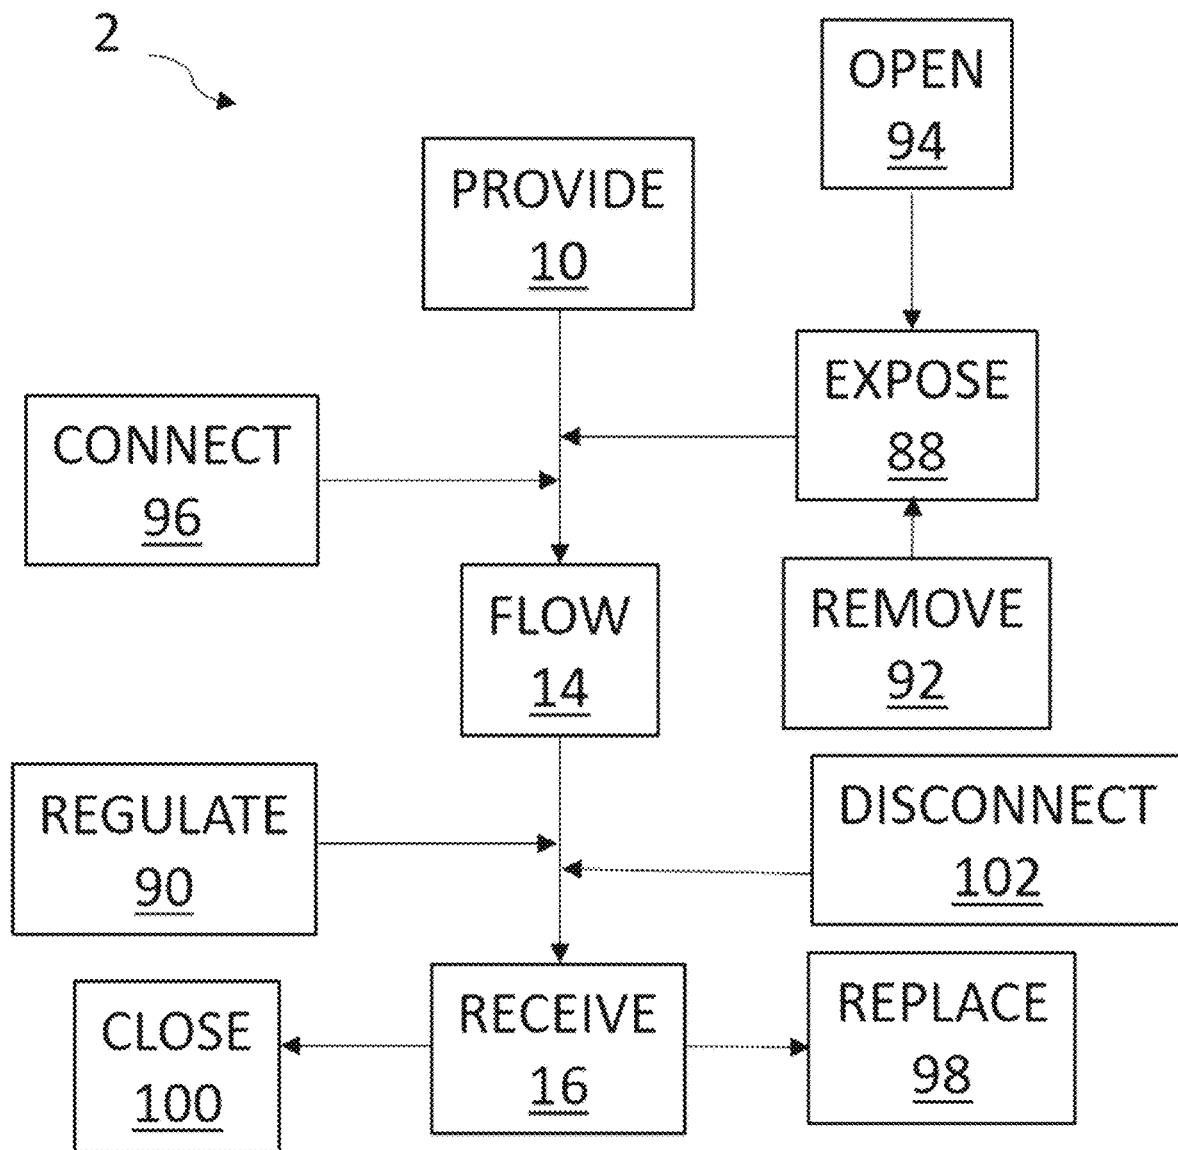 2
OPEN
94
PROVIDE
10
EXPOSE
88
CONNECT
96
FLOW
14
REMOVE
92
REGULATE
90
DISCONNECT
102
CLOSE
100
RECEIVE
16
REPLACE
98